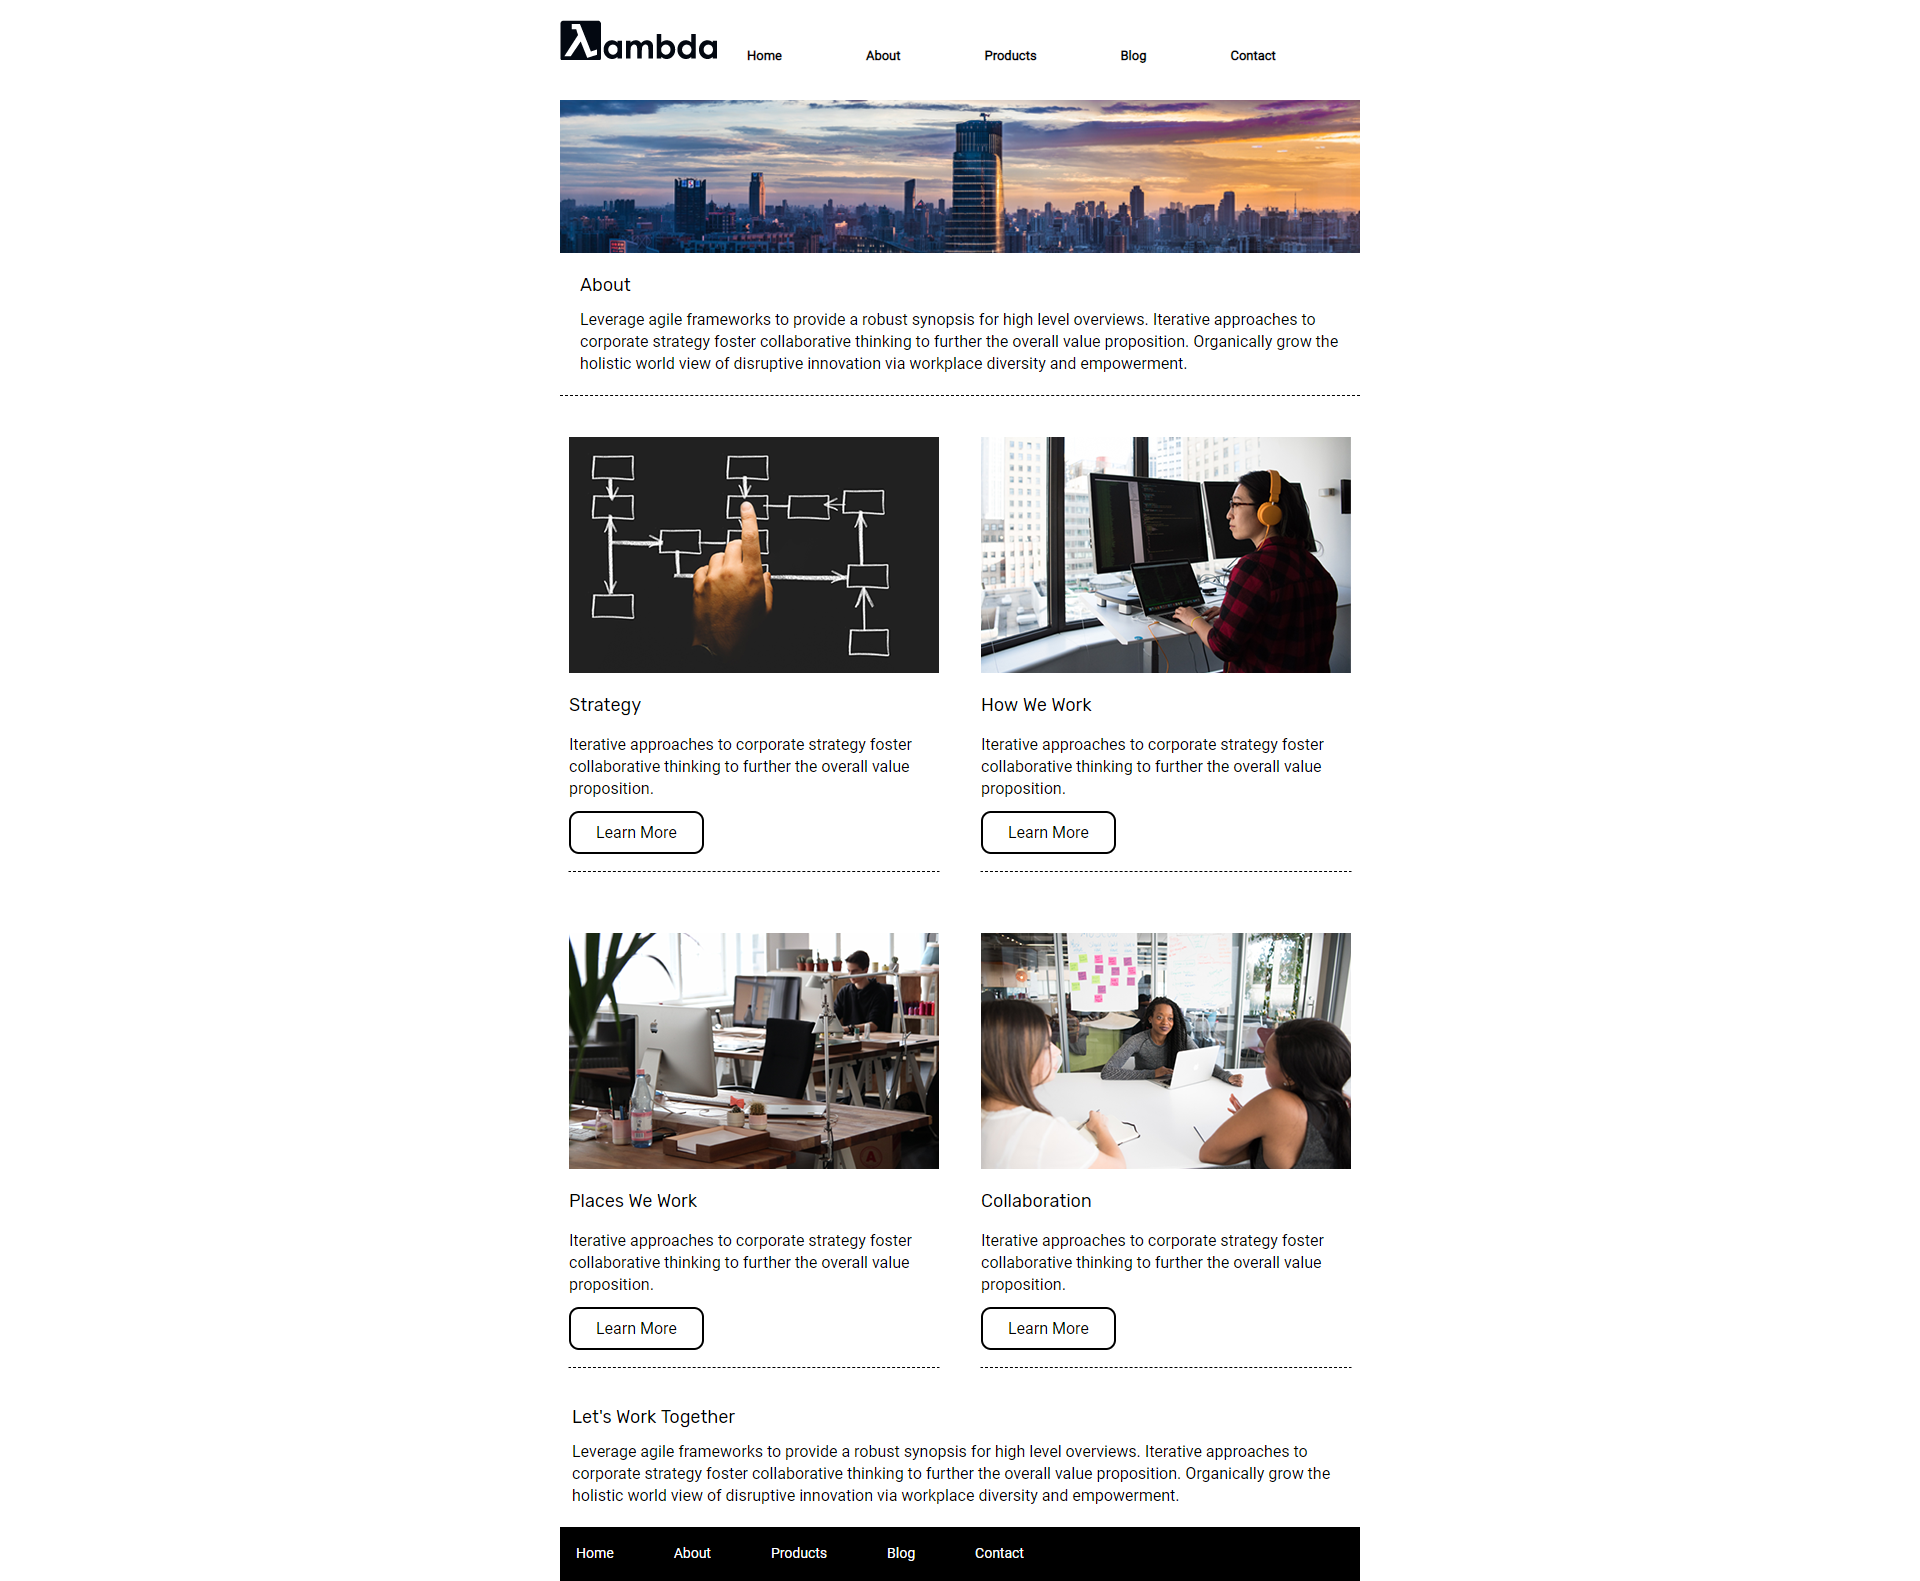 λambda
Home About Products Blog Contact
About
Leverage agile frameworks to provide a robust synopsis for high level overviews. Iterative approaches to
corporate strategy foster collaborative thinking to further the overall value proposition. Organically grow the
holistic world view of disruptive innovation via workplace diversity and empowerment.
Strategy
Iterative approaches to corporate strategy foster
collaborative thinking to further the overall value
proposition.
Learn More
How We Work
Iterative approaches to corporate strategy foster
collaborative thinking to further the overall value
proposition.
Learn More
Places We Work
Iterative approaches to corporate strategy foster
collaborative thinking to further the overall value
proposition.
Learn More
Collaboration
Iterative approaches to corporate strategy foster
collaborative thinking to further the overall value
proposition.
Learn More
Let's Work Together
Leverage agile frameworks to provide a robust synopsis for high level overviews. Iterative approaches to
corporate strategy foster collaborative thinking to further the overall value proposition. Organically grow the
holistic world view of disruptive innovation via workplace diversity and empowerment.
Home About Products Blog Contact